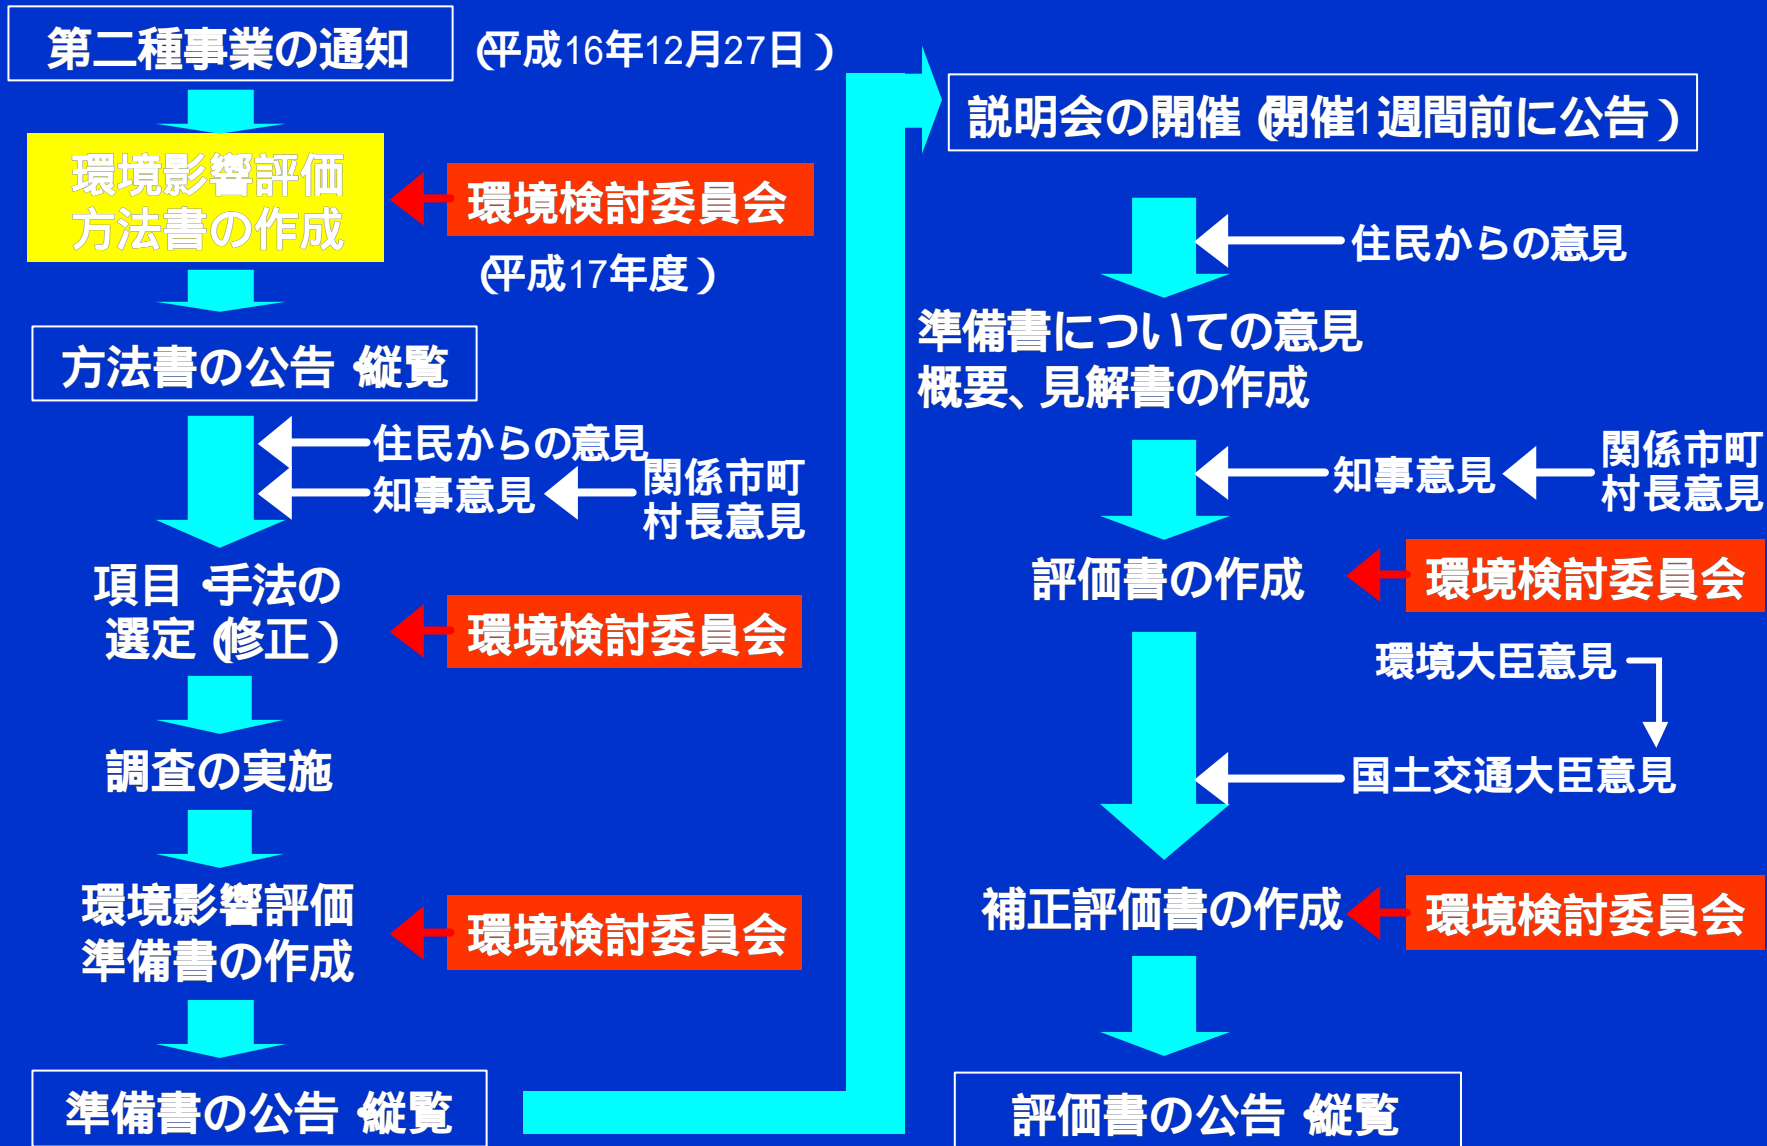 第二種事業の通知
（平成16年12月27日）
環境影響評価
方法書の作成
環境検討委員会
（平成17年度）
方法書の公告・縦覧
住民からの意見
知事意見
関係市町
村長意見
項目・手法の
選定（修正）
環境検討委員会
調査の実施
環境影響評価
準備書の作成
環境検討委員会
準備書の公告・縦覧
説明会の開催（開催1週間前に公告）
住民からの意見
準備書についての意見
概要、見解書の作成
知事意見
関係市町
村長意見
評価書の作成
環境検討委員会
環境大臣意見
国土交通大臣意見
補正評価書の作成
環境検討委員会
評価書の公告・縦覧